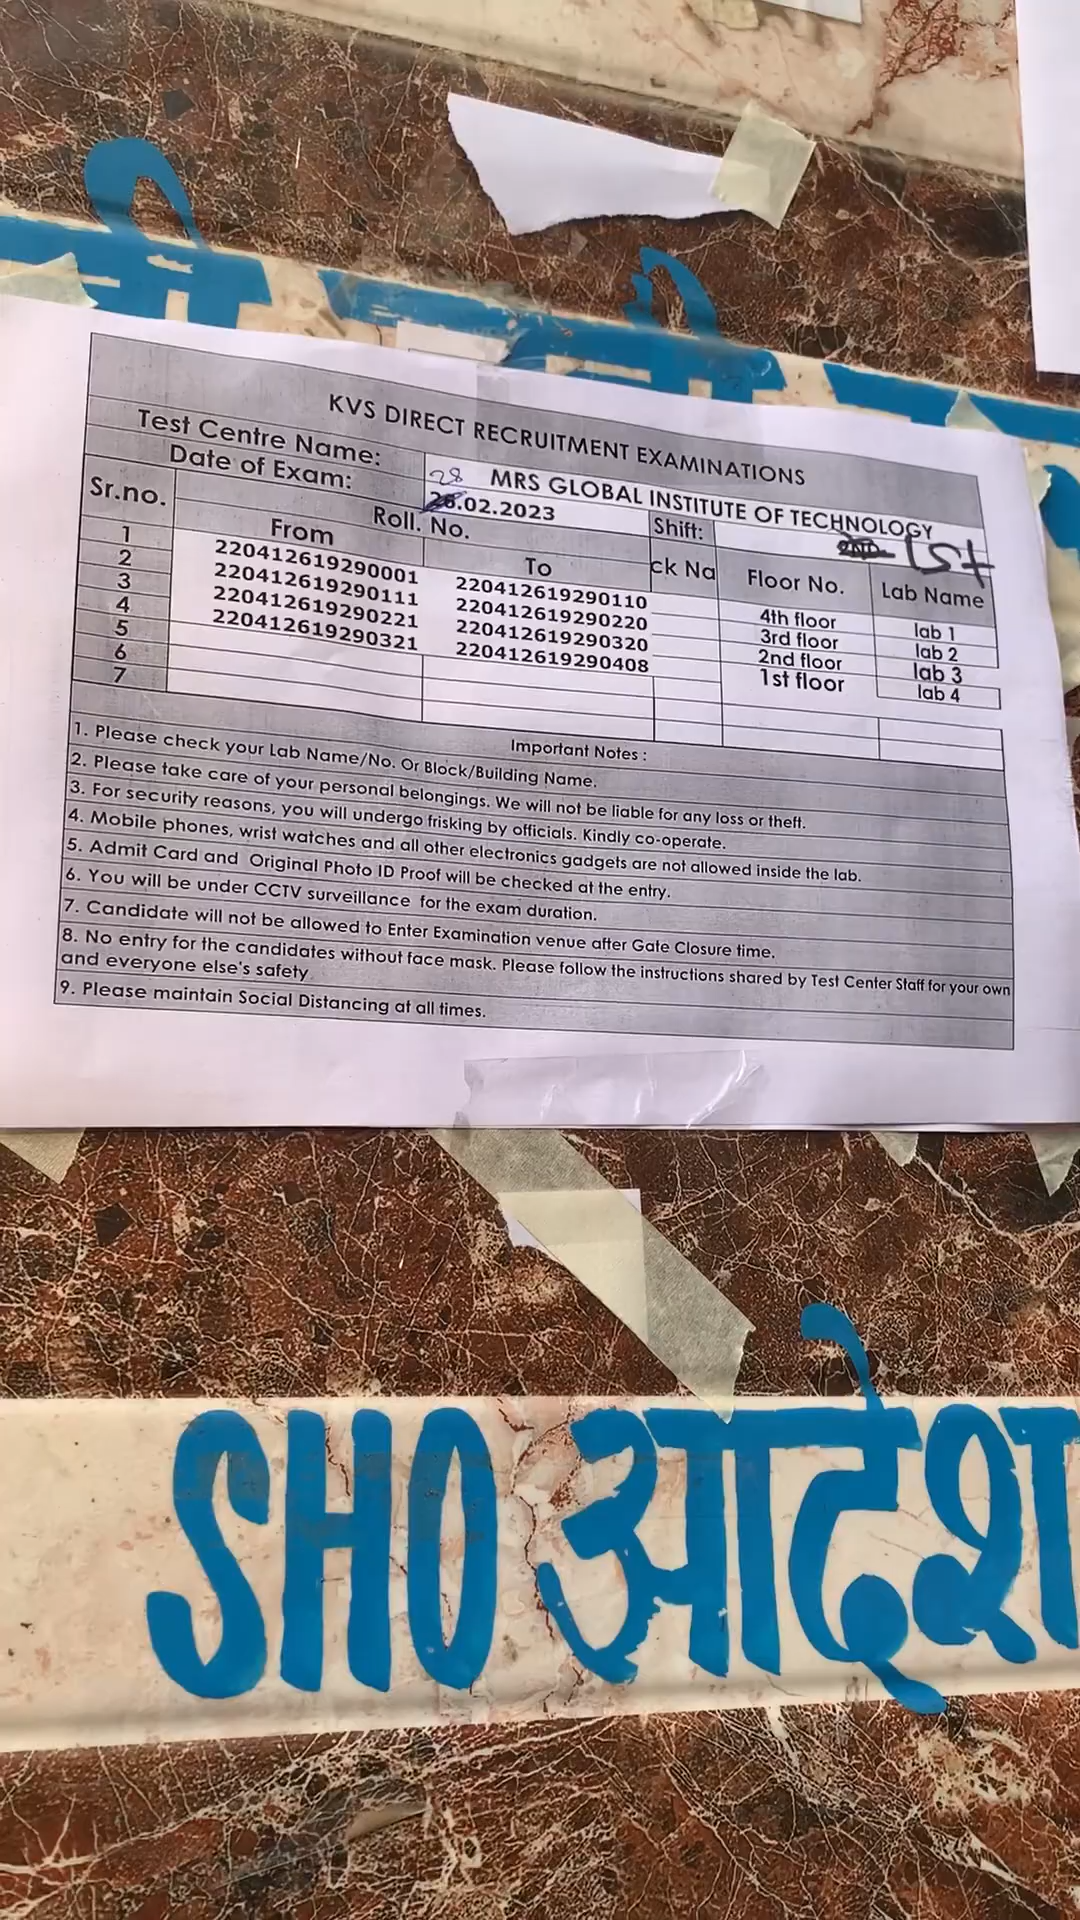 KVS DIRECT RECRUITMENT EXAMINATIONS
Test Centre Name: MRS GLOBAL INSTITUTE OF TECHNOLOGY
Date of Exam: 28 26.02.2023 Shift: 2ND 1st
Sr.no. Roll. No. ck Na Floor No. Lab Name
From To
1 220412619290001 220412619290110 4th floor lab 1
2 220412619290111 220412619290220 3rd floor lab 2
3 220412619290221 220412619290320 2nd floor lab 3
4 220412619290321 220412619290408 1st floor lab 4
5
6
7
Important Notes :
1. Please check your Lab Name/No. Or Block/Building Name.
2. Please take care of your personal belongings. We will not be liable for any loss or theft.
3. For security reasons, you will undergo frisking by officials. Kindly co-operate.
4. Mobile phones, wrist watches and all other electronics gadgets are not allowed inside the lab.
5. Admit Card and Original Photo ID Proof will be checked at the entry.
6. You will be under CCTV surveillance for the exam duration.
7. Candidate will not be allowed to Enter Examination venue after Gate Closure time.
8. No entry for the candidates without face mask. Please follow the instructions shared by Test Center Staff for your own
and everyone else's safety
9. Please maintain Social Distancing at all times.
SHO आदेश